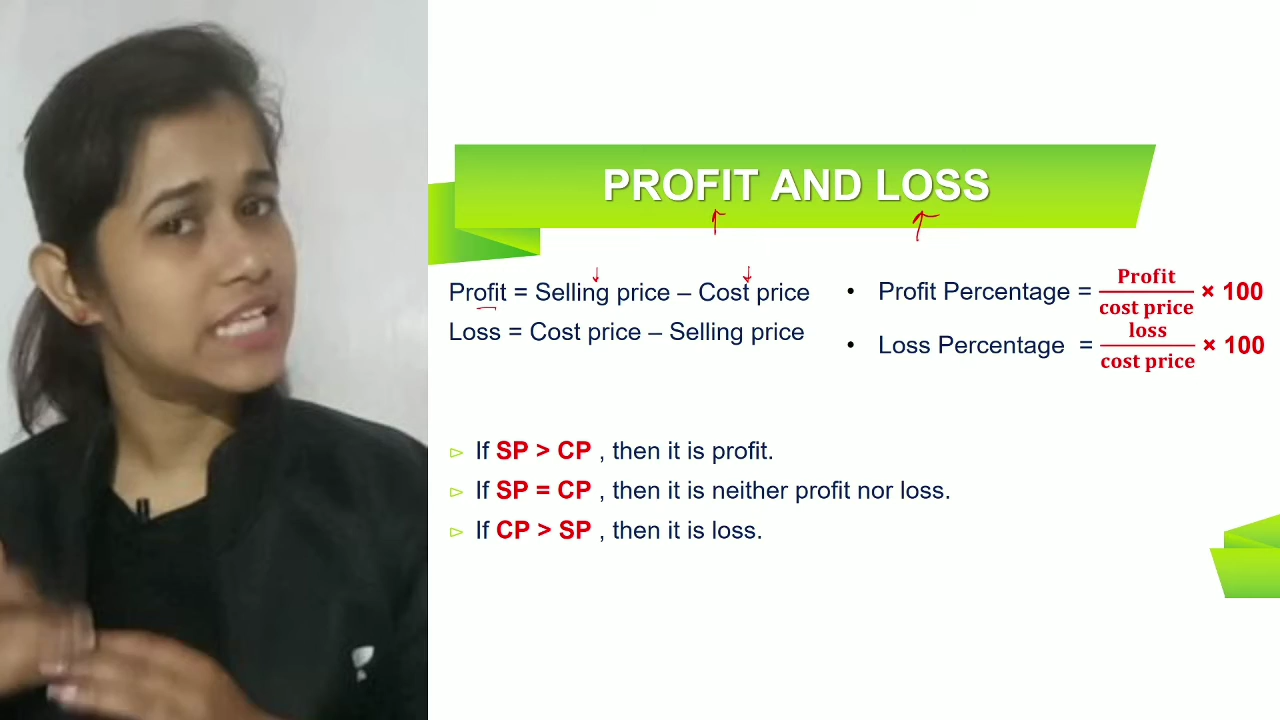 PROFIT AND LOSS
Profit = Selling price – Cost price
Loss = Cost price – Selling price
• Profit Percentage = Profit/cost price × 100
• Loss Percentage = loss/cost price × 100
If SP > CP , then it is profit.
If SP = CP , then it is neither profit nor loss.
If CP > SP , then it is loss.